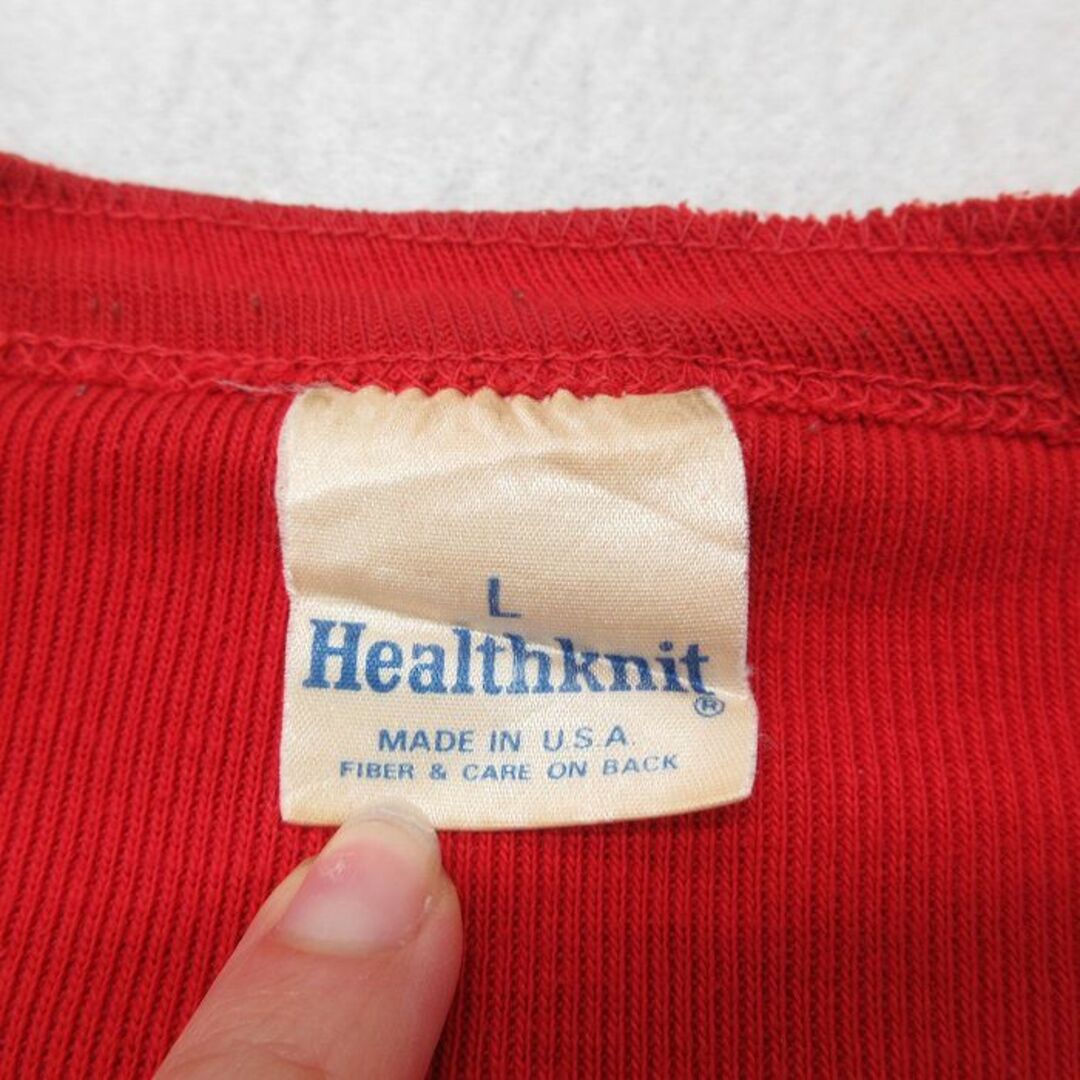 L
Healthknit®
MADE IN U.S.A.
FIBER & CARE ON BACK